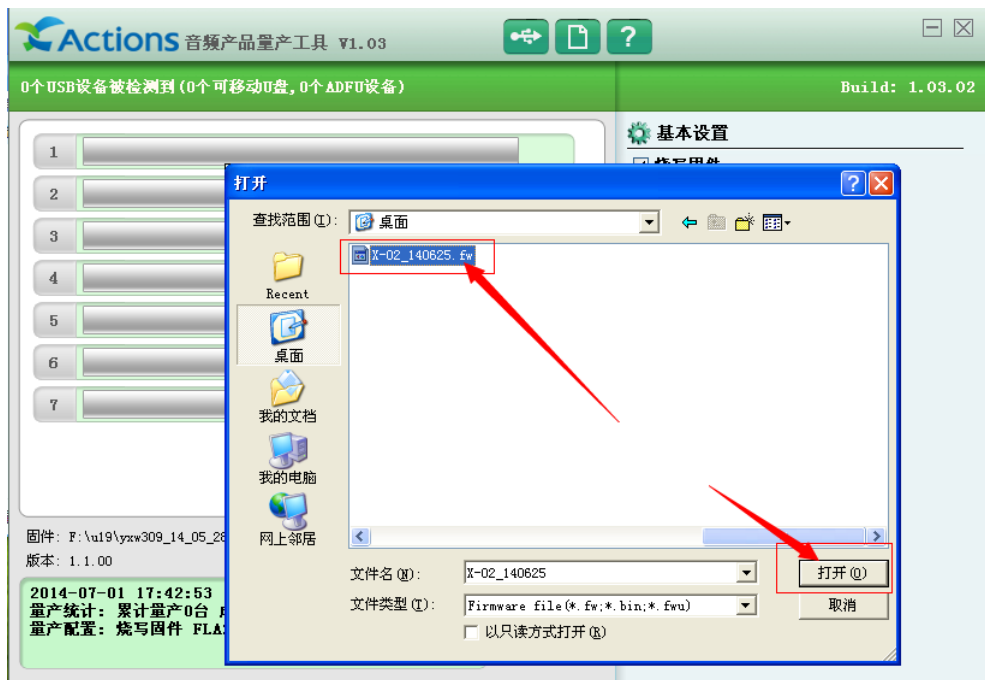 Actions 音频产品量产工具 V1.03
?
0个USB设备被检测到(0个可移动U盘,0个ADFU设备)
Build: 1.03.02
基本设置
烧写固件
1
2
3
4
5
6
7
打开
查找范围(I):
桌面
X-02_140625.fw
Recent
桌面
我的文档
我的电脑
网上邻居
文件名(N):
X-02_140625
打开(O)
文件类型(T):
Firmware file(*.fw;*.bin;*.fwu)
取消
以只读方式打开(R)
固件: F:\u19\yxw309_14_05_28
版本: 1.1.00
2014-07-01 17:42:53
量产统计: 累计量产0台
量产配置: 烧写固件